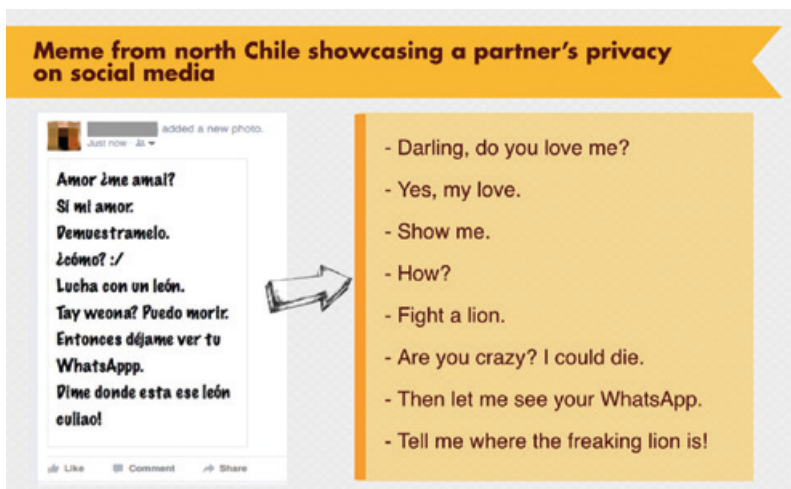 Meme from north Chile showcasing a partner's privacy
on social media
added a new photo.
Just now
Amor ¿me amai?
Sí mi amor.
Demuestramelo.
¿cómo? :/
Lucha con un león.
Tay weona? Puedo morir.
Entonces déjame ver tu
WhatsAppp.
Dime donde esta ese león
culiao!
Like Comment Share
- Darling, do you love me?
- Yes, my love.
- Show me.
- How?
- Fight a lion.
- Are you crazy? I could die.
- Then let me see your WhatsApp.
- Tell me where the freaking lion is!